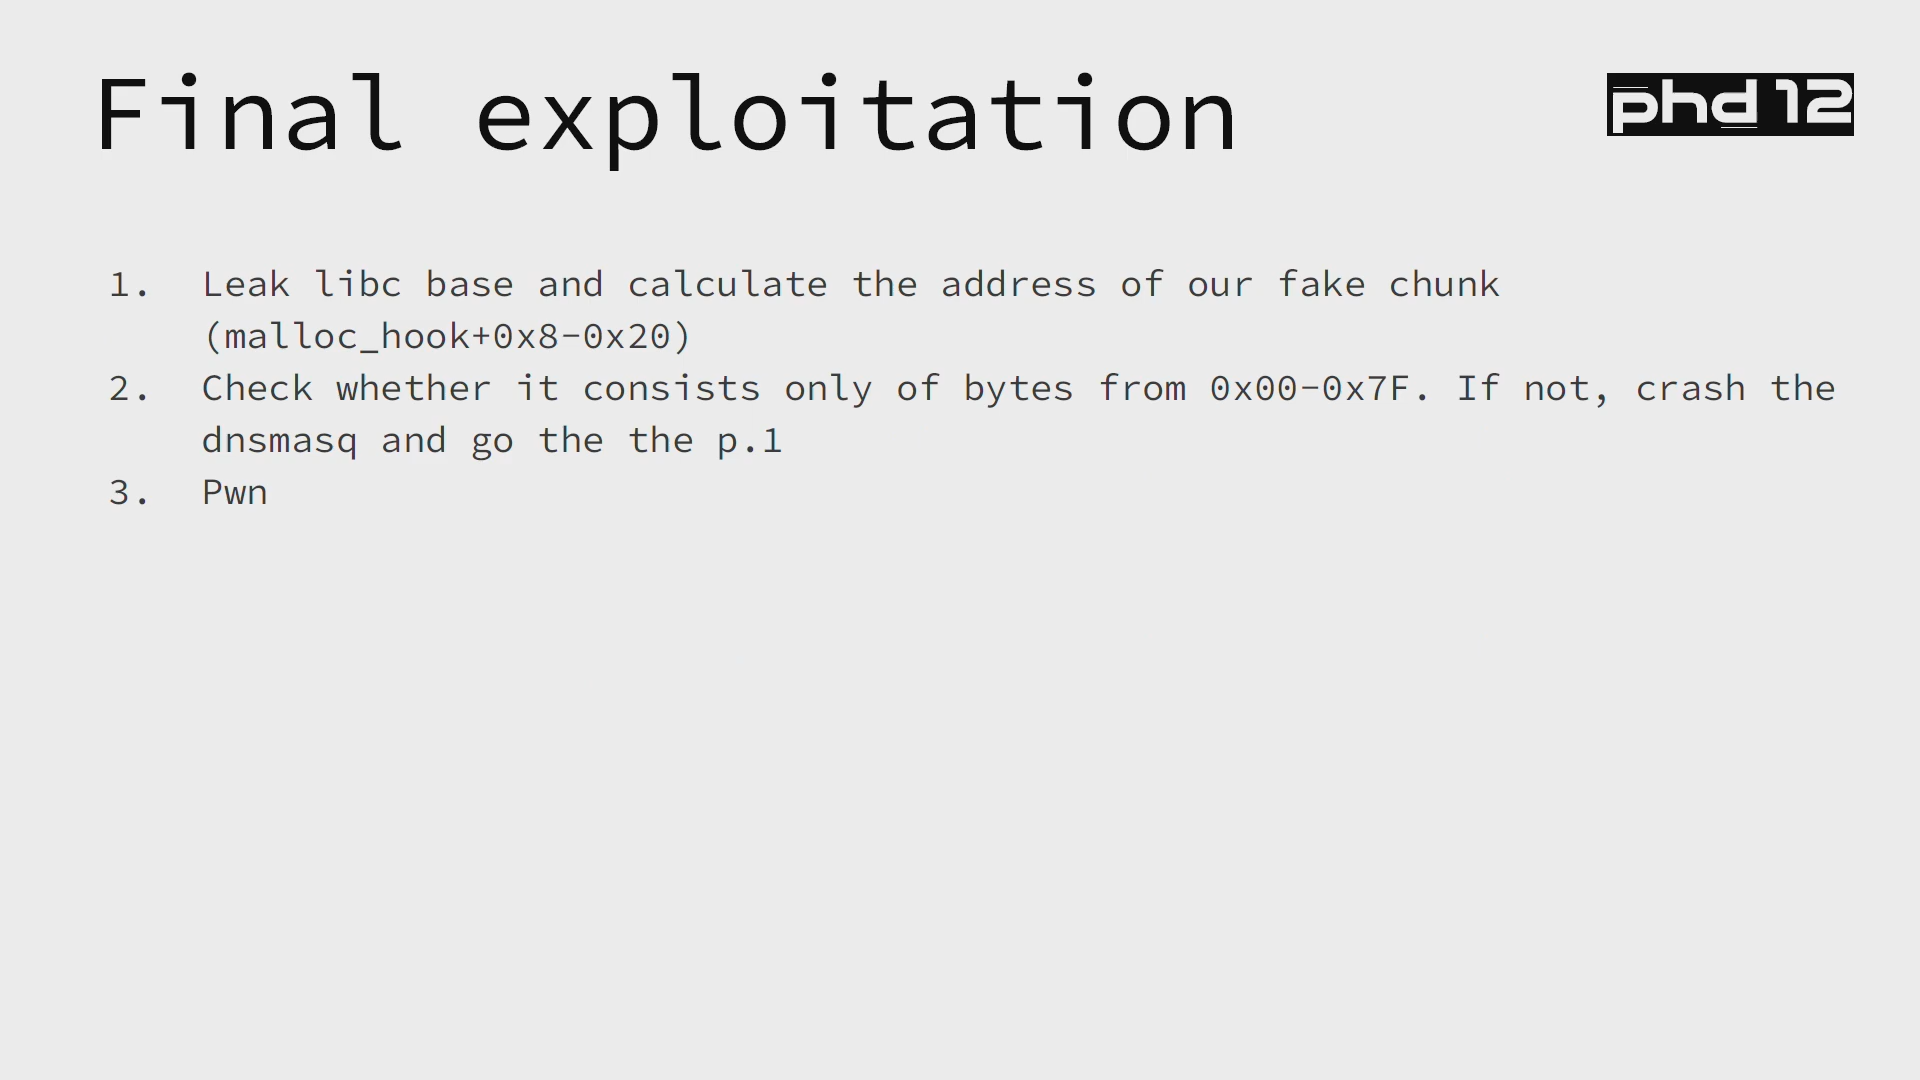 Final exploitation
phd 12
1. Leak libc base and calculate the address of our fake chunk
(malloc_hook+0x8-0x20)
2. Check whether it consists only of bytes from 0x00-0x7F. If not, crash the
dnsmasq and go the the p.1
3. Pwn